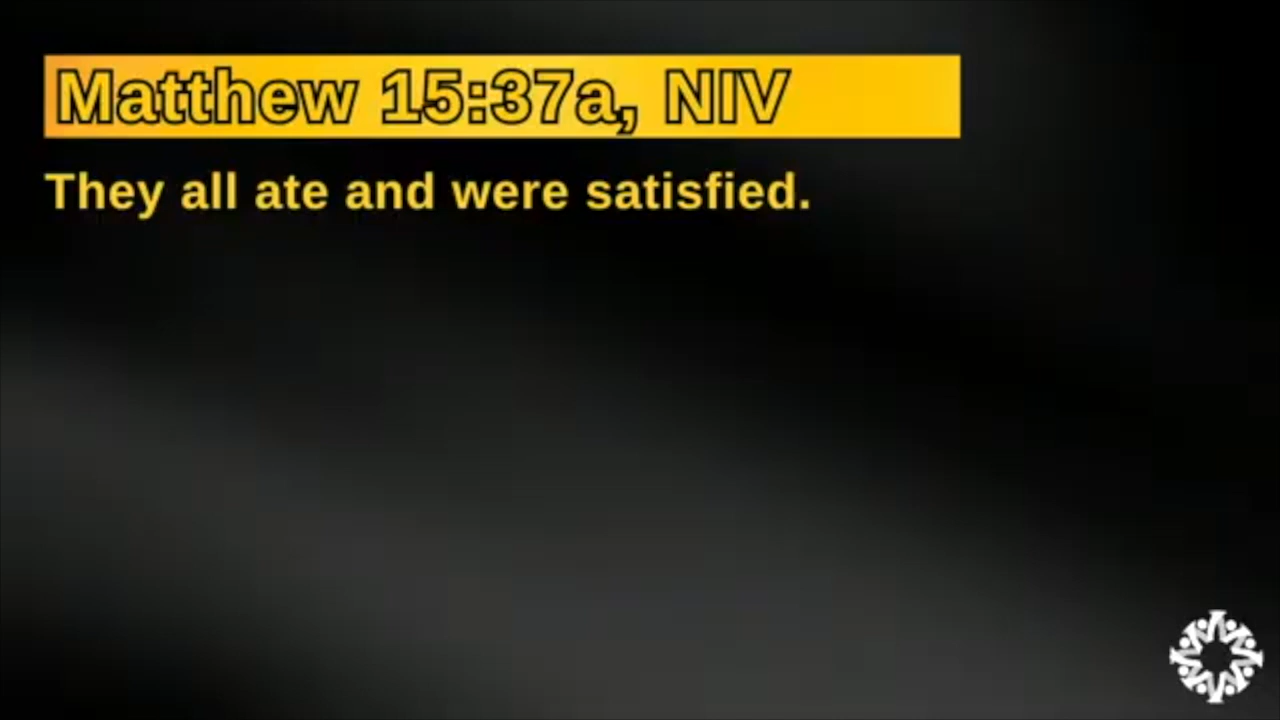 Matthew 15:37a, NIV
They all ate and were satisfied.